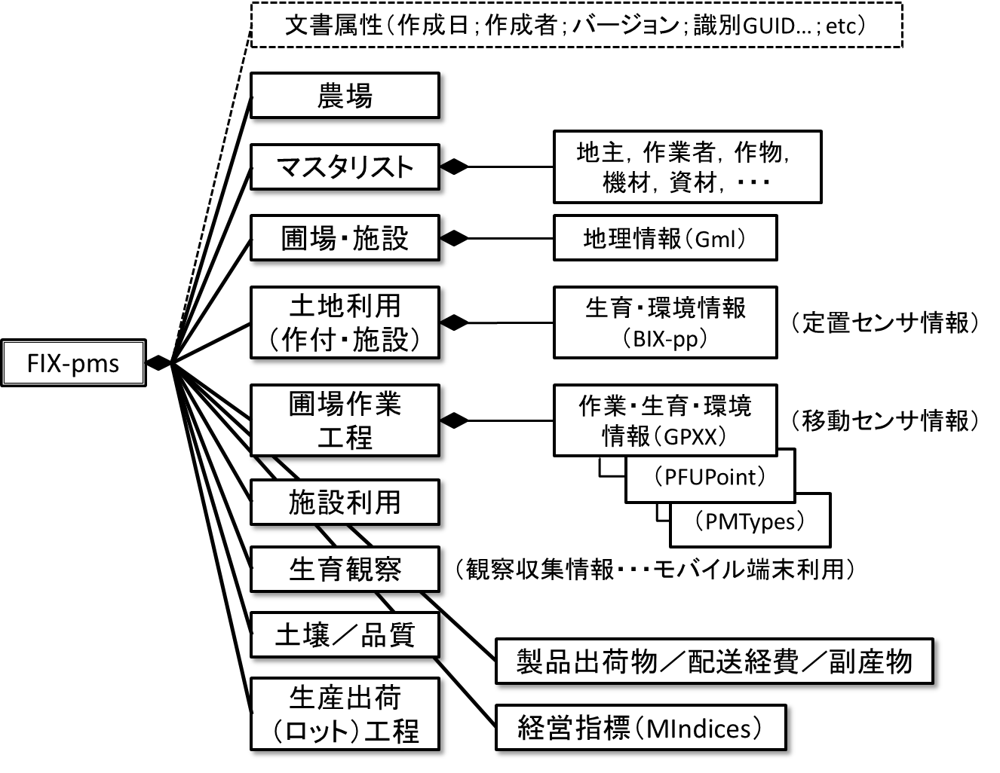 文書属性（作成日；作成者；バージョン；識別GUID…；etc）
農場
マスタリスト
地主，作業者，作物，
機材，資材，・・・
圃場・施設
地理情報（Gml）
土地利用
（作付・施設）
生育・環境情報
（BIX-pp）
（定置センサ情報）
FIX-pms
圃場作業
工程
作業・生育・環境
情報（GPXX）
（移動センサ情報）
（PFUPoint）
施設利用
（PMTypes）
生育観察
（観察収集情報・・・モバイル端末利用）
土壌／品質
製品出荷物／配送経費／副産物
生産出荷
（ロット）工程
経営指標（MIndices）